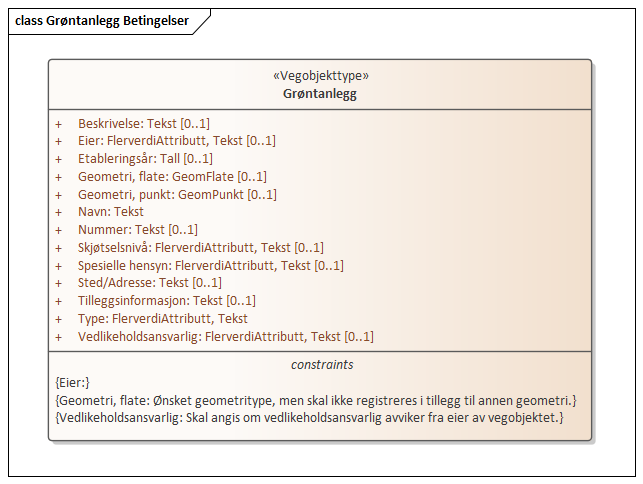 class Grøntanlegg Betingelser
«Vegobjekttype»
Grøntanlegg
+ Beskrivelse: Tekst [0..1]
+ Eier: FlerverdiAttributt, Tekst [0..1]
+ Etableringsår: Tall [0..1]
+ Geometri, flate: GeomFlate [0..1]
+ Geometri, punkt: GeomPunkt [0..1]
+ Navn: Tekst
+ Nummer: Tekst [0..1]
+ Skjøtselsnivå: FlerverdiAttributt, Tekst [0..1]
+ Spesielle hensyn: FlerverdiAttributt, Tekst [0..1]
+ Sted/Adresse: Tekst [0..1]
+ Tilleggsinformasjon: Tekst [0..1]
+ Type: FlerverdiAttributt, Tekst
+ Vedlikeholdsansvarlig: FlerverdiAttributt, Tekst [0..1]
constraints
{Eier:}
{Geometri, flate: Ønsket geometritype, men skal ikke registreres i tillegg til annen geometri.}
{Vedlikeholdsansvarlig: Skal angis om vedlikeholdsansvarlig avviker fra eier av vegobjektet.}